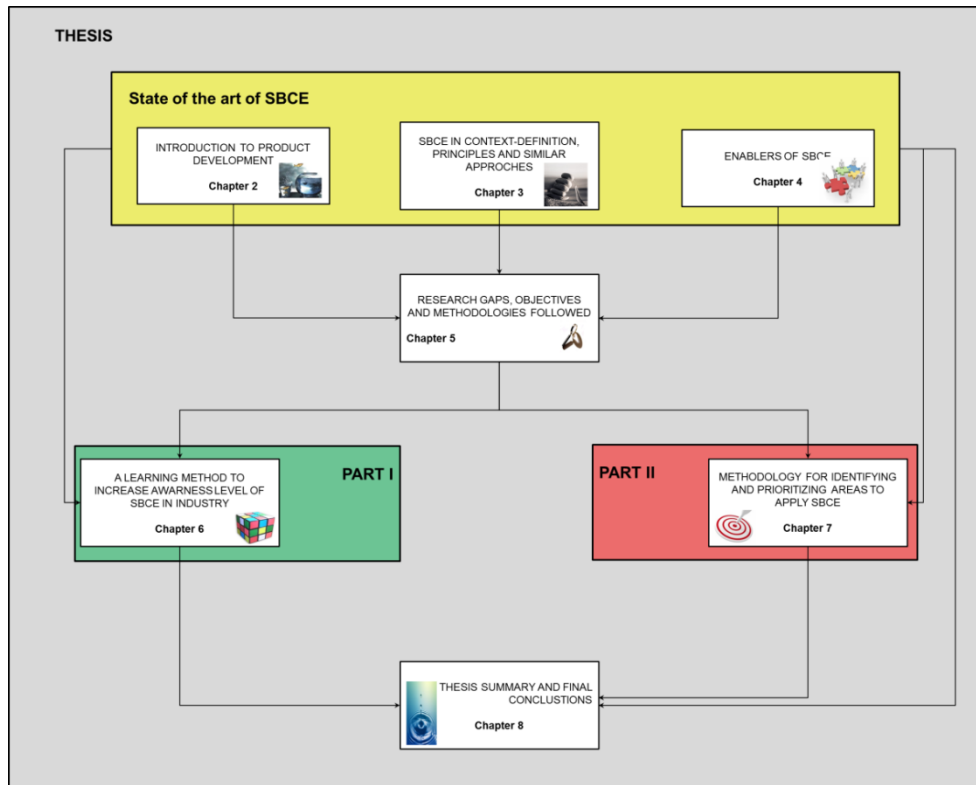 THESIS
State of the art of SBCE
INTRODUCTION TO PRODUCT
DEVELOPMENT
Chapter 2
SBCE IN CONTEXT-DEFINITION,
PRINCIPLES AND SIMILAR
APPROCHES
Chapter 3
ENABLERS OF SBCE
Chapter 4
RESEARCH GAPS, OBJECTIVES
AND METHODOLOGIES FOLLOWED
Chapter 5
PART I
A LEARNING METHOD TO
INCREASE AWARNESS LEVEL OF
SBCE IN INDUSTRY
Chapter 6
PART II
METHODOLOGY FOR IDENTIFYING
AND PRIORITIZING AREAS TO
APPLY SBCE
Chapter 7
THESIS SUMMARY AND FINAL
CONCLUSTIONS
Chapter 8